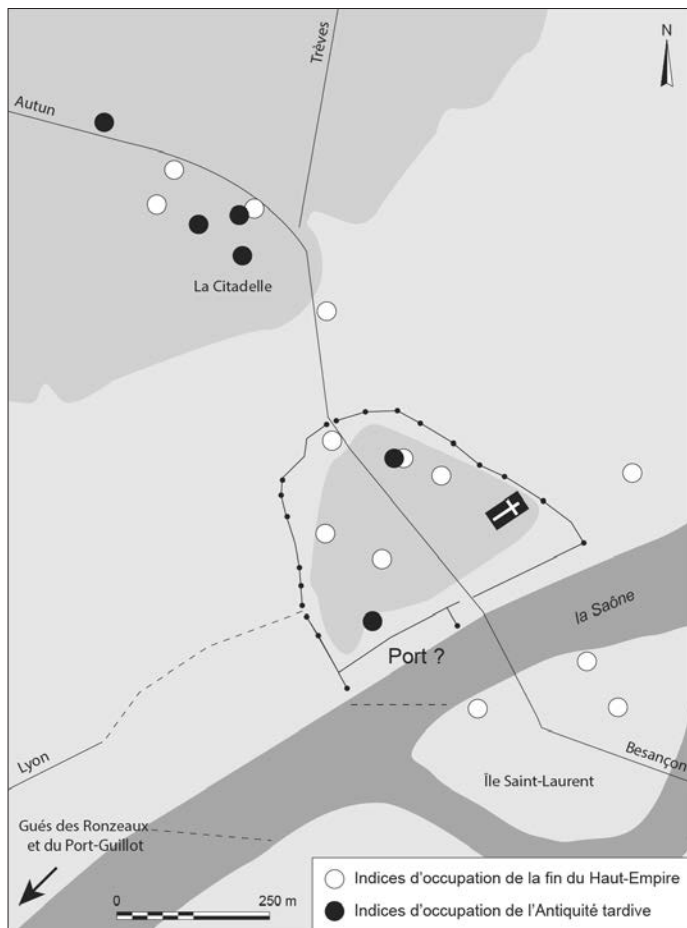 N
Trèves
Autun
La Citadelle
la Saône
Port ?
Lyon
Besançon
Île Saint-Laurent
Gués des Ronzeaux
et du Port-Guillot
0 250 m
Indices d'occupation de la fin du Haut-Empire
Indices d'occupation de l'Antiquité tardive